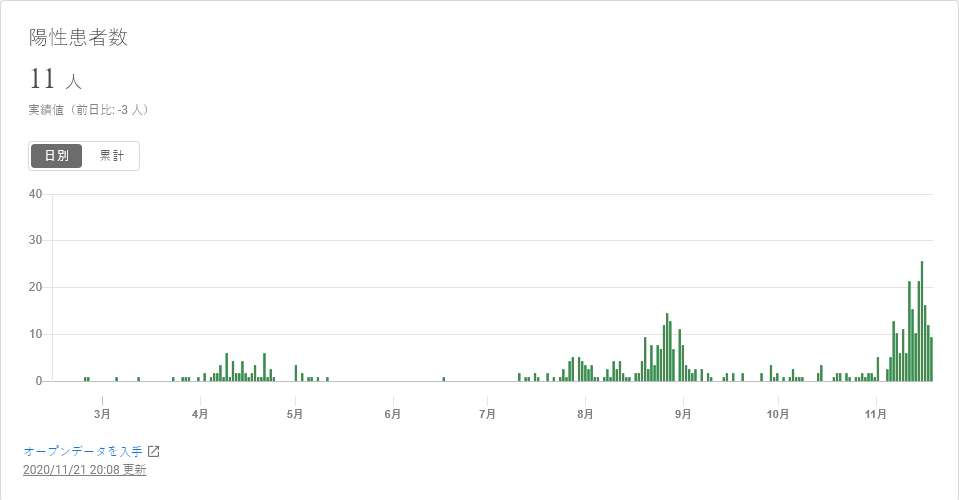 陽性患者数
11 人
実績値（前日比: -3 人）
日別 累計
40
30
20
10
0
3月 4月 5月 6月 7月 8月 9月 10月 11月
オープンデータを入手
2020/11/21 20:08 更新